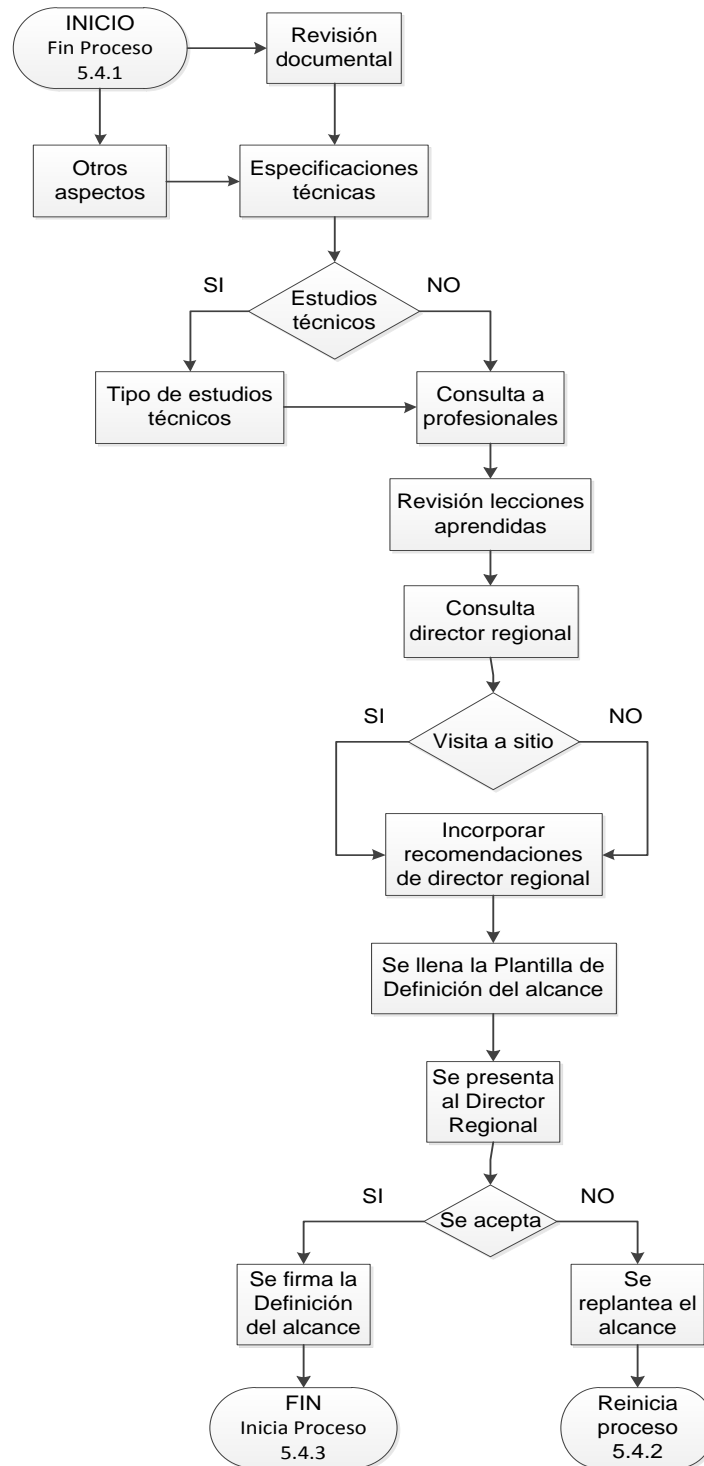 INICIO
Fin Proceso
5.4.1
Revisión
documental
Otros
aspectos
Especificaciones
técnicas
SI
NO
Estudios
técnicos
Tipo de estudios
técnicos
Consulta a
profesionales
Revisión lecciones
aprendidas
Consulta
director regional
SI
NO
Visita a sitio
Incorporar
recomendaciones
de director regional
Se llena la Plantilla de
Definición del alcance
Se presenta
al Director
Regional
SI
NO
Se acepta
Se firma la
Definición
del alcance
Se
replantea el
alcance
FIN
Inicia Proceso
5.4.3
Reinicia
proceso
5.4.2